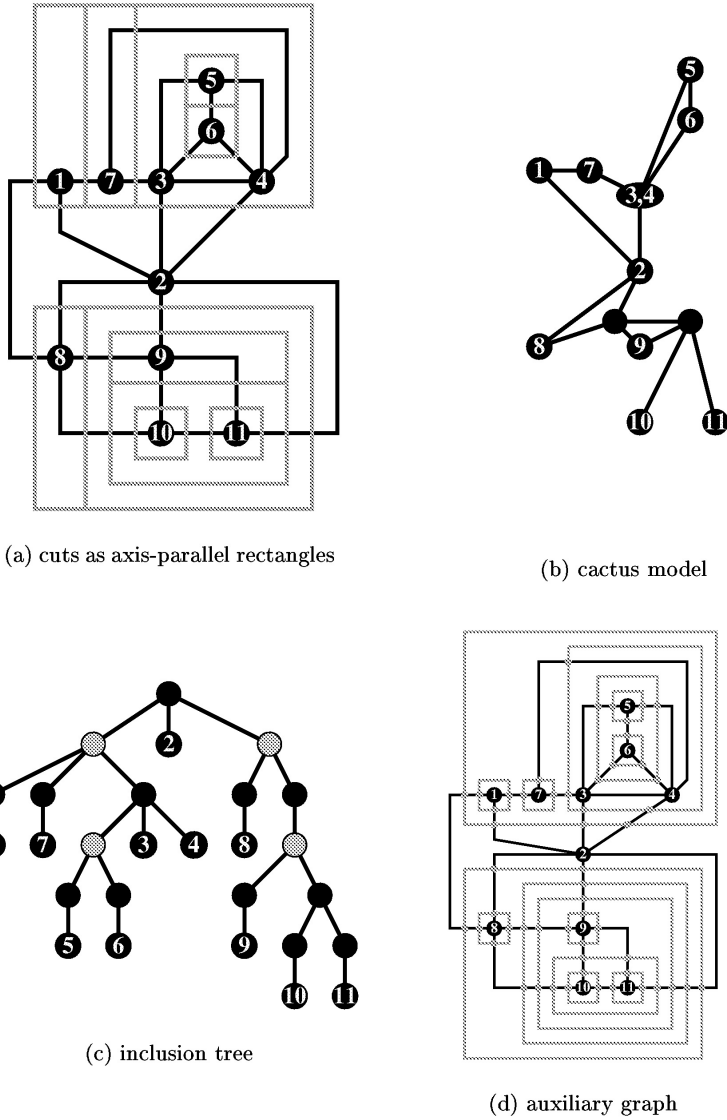 5
6
1 7 3 4
2
8 9
10 11
(a) cuts as axis-parallel rectangles
5
6
1 7
3,4
2
8 9
10 11
(b) cactus model
2
7 3 4 8
5 6 9
10 11
(c) inclusion tree
5
6
1 7 3 4
2
8 9
10 11
(d) auxiliary graph